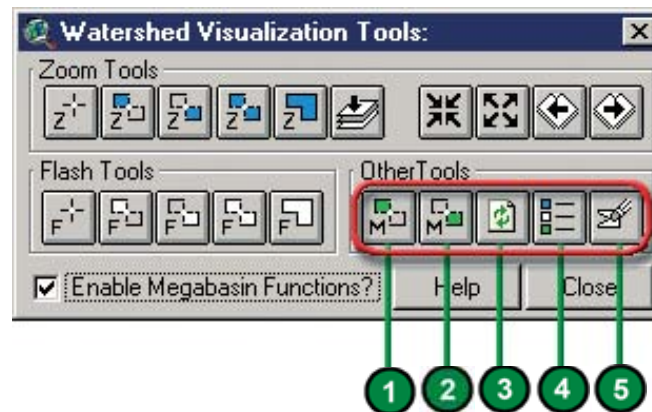 Watershed Visualization Tools:
Zoom Tools
Z Z Z Z Z
Flash Tools
F F F F F
OtherTools
M M
Enable Megabasin Functions?
Help
Close
1 2 3 4 5